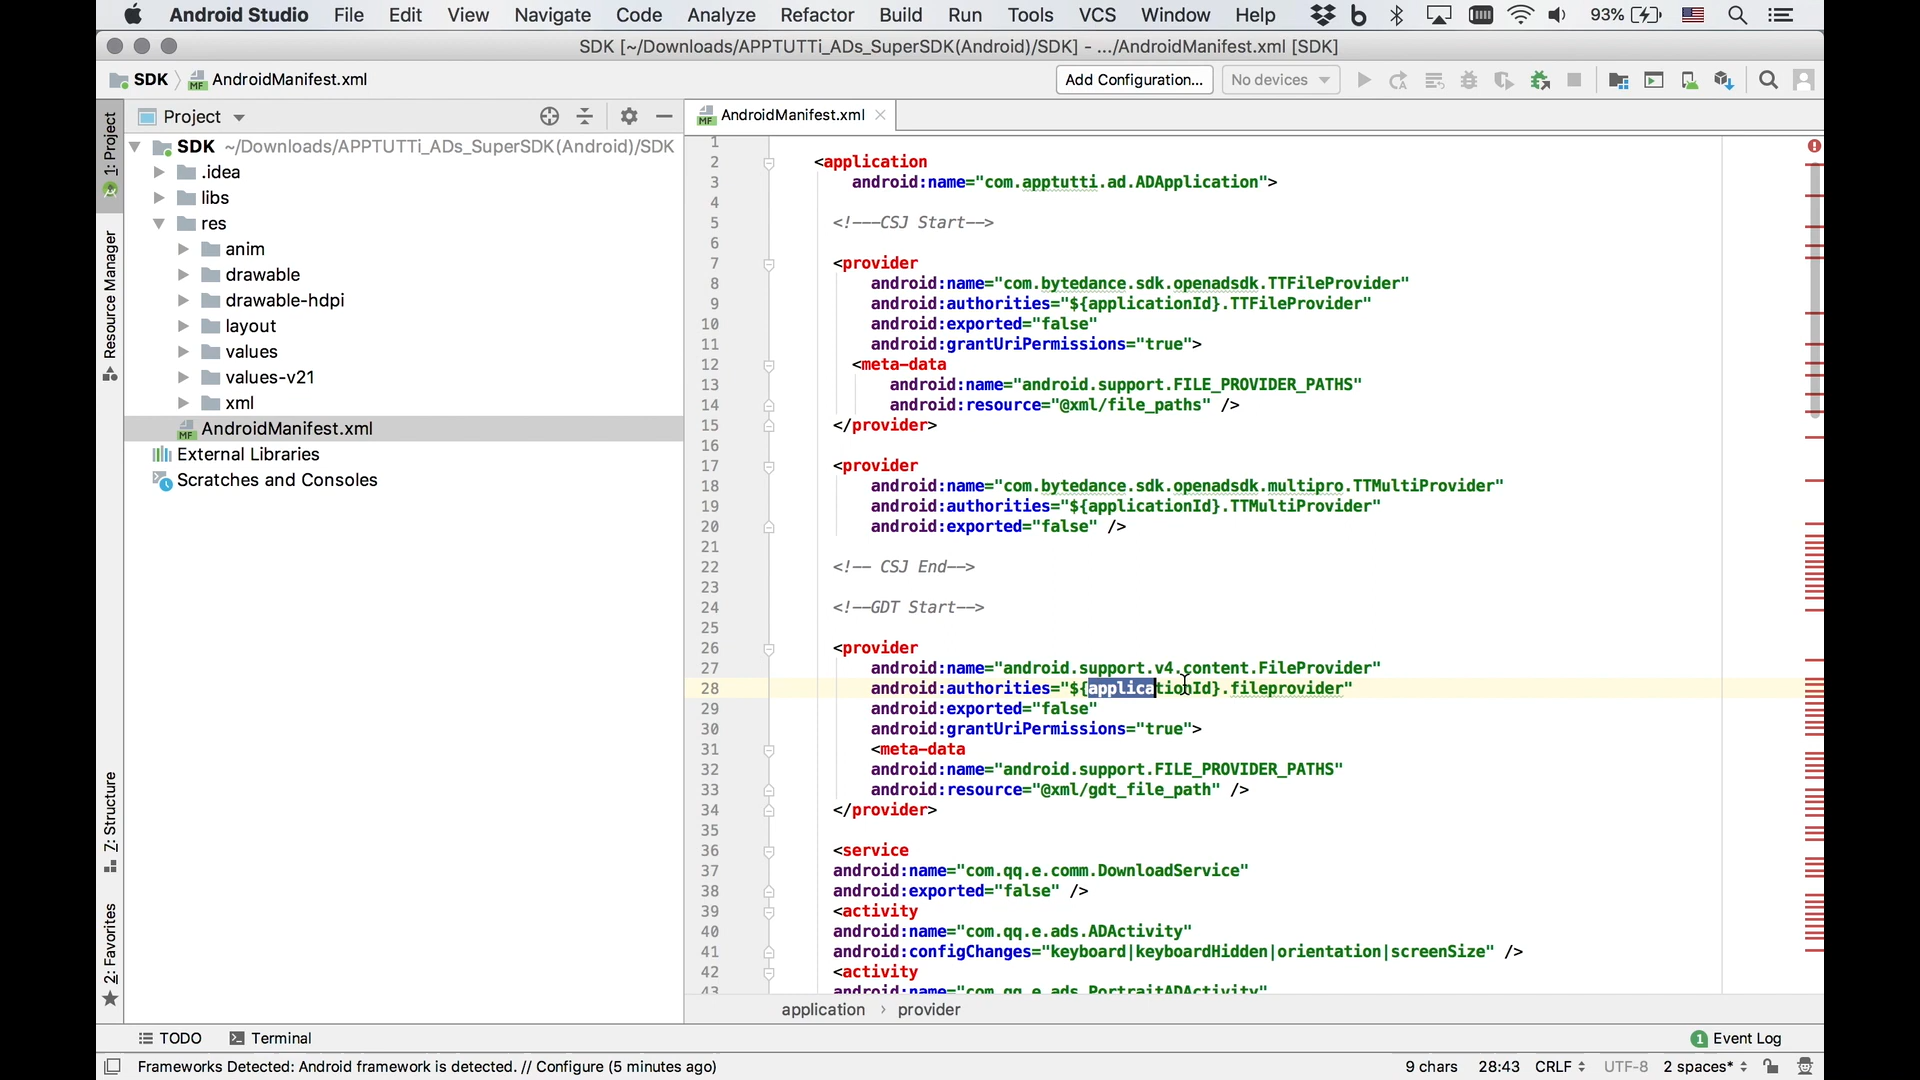 Android Studio File Edit View Navigate Code Analyze Refactor Build Run Tools VCS Window Help 93%
SDK [~/Downloads/APPTUTTi_ADs_SuperSDK(Android)/SDK] - .../AndroidManifest.xml [SDK]
SDK AndroidManifest.xml Add Configuration... No devices
1: Project
Resource Manager
7: Structure
2: Favorites
Project
SDK ~/Downloads/APPTUTTi_ADs_SuperSDK(Android)/SDK
.idea
libs
res
anim
drawable
drawable-hdpi
layout
values
values-v21
xml
MF AndroidManifest.xml
External Libraries
Scratches and Consoles
MF AndroidManifest.xml
1
2 <application
3 android:name="com.apptutti.ad.ADApplication">
4
5 <!---CSJ Start-->
6
7 <provider
8 android:name="com.bytedance.sdk.openadsdk.TTFileProvider"
9 android:authorities="${applicationId}.TTFileProvider"
10 android:exported="false"
11 android:grantUriPermissions="true">
12 <meta-data
13 android:name="android.support.FILE_PROVIDER_PATHS"
14 android:resource="@xml/file_paths" />
15 </provider>
16
17 <provider
18 android:name="com.bytedance.sdk.openadsdk.multipro.TTMultiProvider"
19 android:authorities="${applicationId}.TTMultiProvider"
20 android:exported="false" />
21
22 <!-- CSJ End-->
23
24 <!--GDT Start-->
25
26 <provider
27 android:name="android.support.v4.content.FileProvider"
28 android:authorities="${applicationId}.fileprovider"
29 android:exported="false"
30 android:grantUriPermissions="true">
31 <meta-data
32 android:name="android.support.FILE_PROVIDER_PATHS"
33 android:resource="@xml/gdt_file_path" />
34 </provider>
35
36 <service
37 android:name="com.qq.e.comm.DownloadService"
38 android:exported="false" />
39 <activity
40 android:name="com.qq.e.ads.ADActivity"
41 android:configChanges="keyboard|keyboardHidden|orientation|screenSize" />
42 <activity
43 android:name="com.qq.e.ads.PortraitADActivity"
application › provider
TODO Terminal 1 Event Log
Frameworks Detected: Android framework is detected. // Configure (5 minutes ago) 9 chars 28:43 CRLF UTF-8 2 spaces*